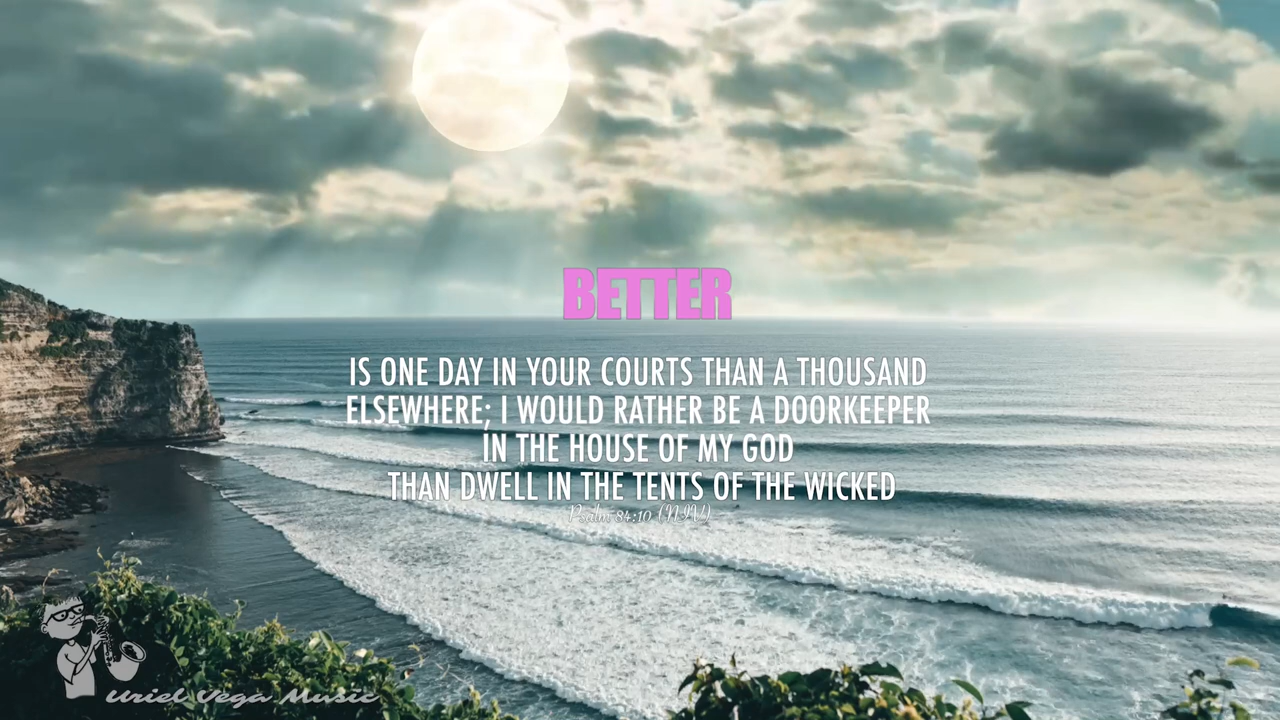 BETTER
IS ONE DAY IN YOUR COURTS THAN A THOUSAND
ELSEWHERE; I WOULD RATHER BE A DOORKEEPER
IN THE HOUSE OF MY GOD
THAN DWELL IN THE TENTS OF THE WICKED
Psalm 84:10 (NIV)
Uriel Vega Music